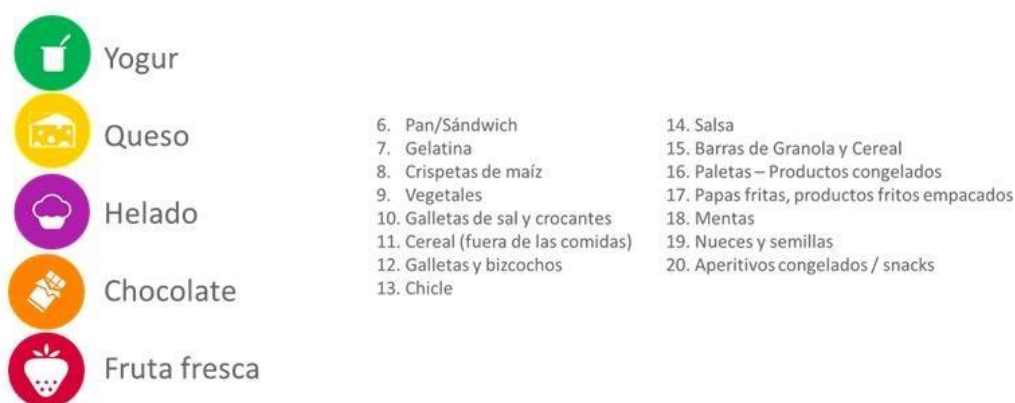 Yogur
Queso
Helado
Chocolate
Fruta fresca
6. Pan/Sándwich
7. Gelatina
8. Crispetas de maíz
9. Vegetales
10. Galletas de sal y crocantes
11. Cereal (fuera de las comidas)
12. Galletas y bizcochos
13. Chicle
14. Salsa
15. Barras de Granola y Cereal
16. Paletas – Productos congelados
17. Papas fritas, productos fritos empacados
18. Mentas
19. Nueces y semillas
20. Aperitivos congelados / snacks